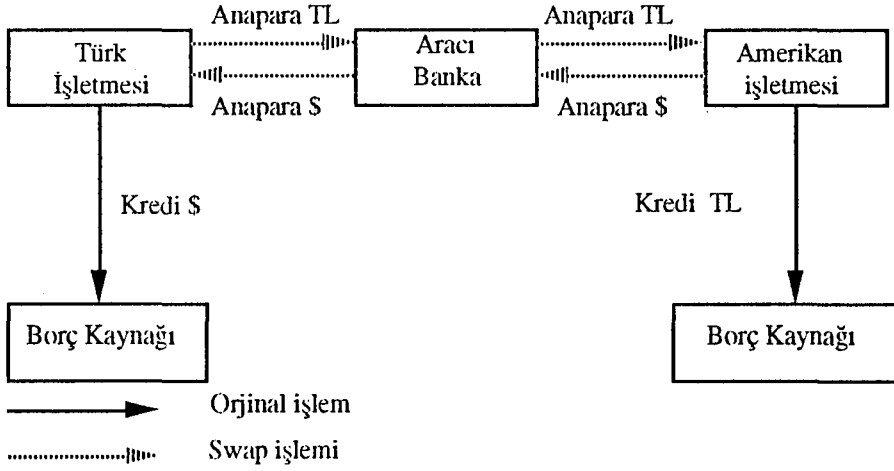 Anapara TL
Anapara TL
Türk
İşletmesi
Aracı
Banka
Amerikan
işletmesi
Anapara $
Anapara $
Kredi $
Kredi TL
Borç Kaynağı
Borç Kaynağı
Orjinal işlem
Swap işlemi